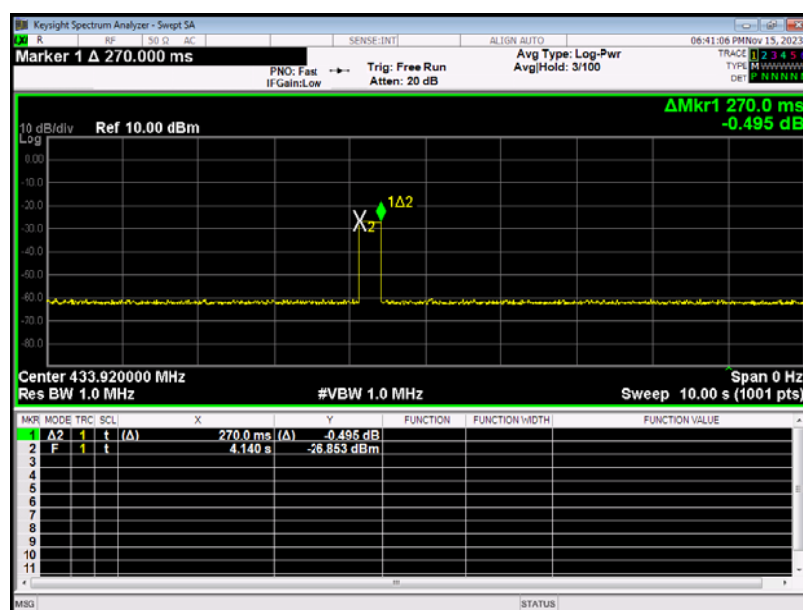 Keysight Spectrum Analyzer - Swept SA
LXI R RF 50 Ω AC SENSE:INT ALIGN AUTO 06:41:06 PM Nov 15, 2023
Marker 1 Δ 270.000 ms
PNO: Fast
IFGain:Low
Trig: Free Run
Atten: 20 dB
Avg Type: Log-Pwr
Avg|Hold: 3/100
TRACE 1 2 3 4 5
TYPE M
DET P N N N N
ΔMkr1 270.0 ms
-0.495 dB
10 dB/div Ref 10.00 dBm
Log
0.00
-10.0
-20.0
-30.0
-40.0
-50.0
-60.0
-70.0
-80.0
1Δ2
X2
Center 433.920000 MHz Span 0 Hz
Res BW 1.0 MHz #VBW 1.0 MHz Sweep 10.00 s (1001 pts)
MKR MODE TRC SCL X Y FUNCTION FUNCTION WIDTH FUNCTION VALUE
1 Δ2 1 t (Δ) 270.0 ms (Δ) -0.495 dB
2 F 1 t 4.140 s -26.853 dBm
3
4
5
6
7
8
9
10
11
MSG STATUS